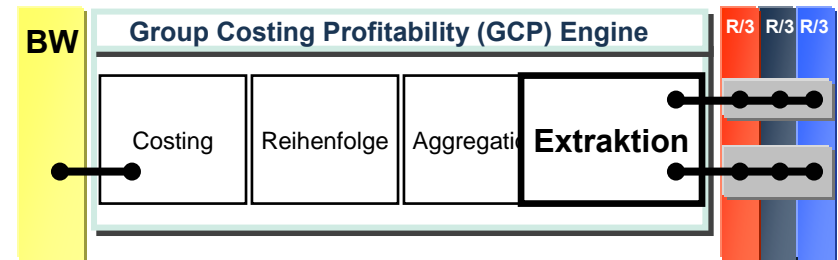 BW
Group Costing Profitability (GCP) Engine
R/3 R/3 R/3
Costing
Reihenfolge
Aggregatio
Extraktion